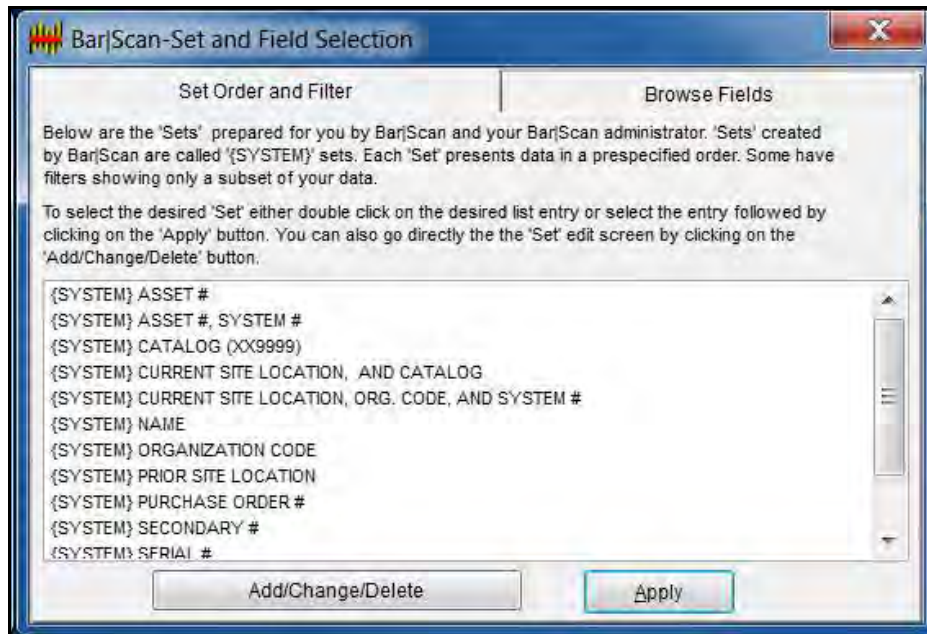 Bar|Scan-Set and Field Selection
Set Order and Filter
Browse Fields
Below are the 'Sets' prepared for you by Bar|Scan and your Bar|Scan administrator. 'Sets' created
by Bar|Scan are called '{SYSTEM}' sets. Each 'Set' presents data in a prespecified order. Some have
filters showing only a subset of your data.
To select the desired 'Set' either double click on the desired list entry or select the entry followed by
clicking on the 'Apply' button. You can also go directly the the 'Set' edit screen by clicking on the
'Add/Change/Delete' button.
{SYSTEM} ASSET #
{SYSTEM} ASSET #, SYSTEM #
{SYSTEM} CATALOG (XX9999)
{SYSTEM} CURRENT SITE LOCATION, AND CATALOG
{SYSTEM} CURRENT SITE LOCATION, ORG. CODE, AND SYSTEM #
{SYSTEM} NAME
{SYSTEM} ORGANIZATION CODE
{SYSTEM} PRIOR SITE LOCATION
{SYSTEM} PURCHASE ORDER #
{SYSTEM} SECONDARY #
{SYSTEM} SERIAL #
Add/Change/Delete
Apply